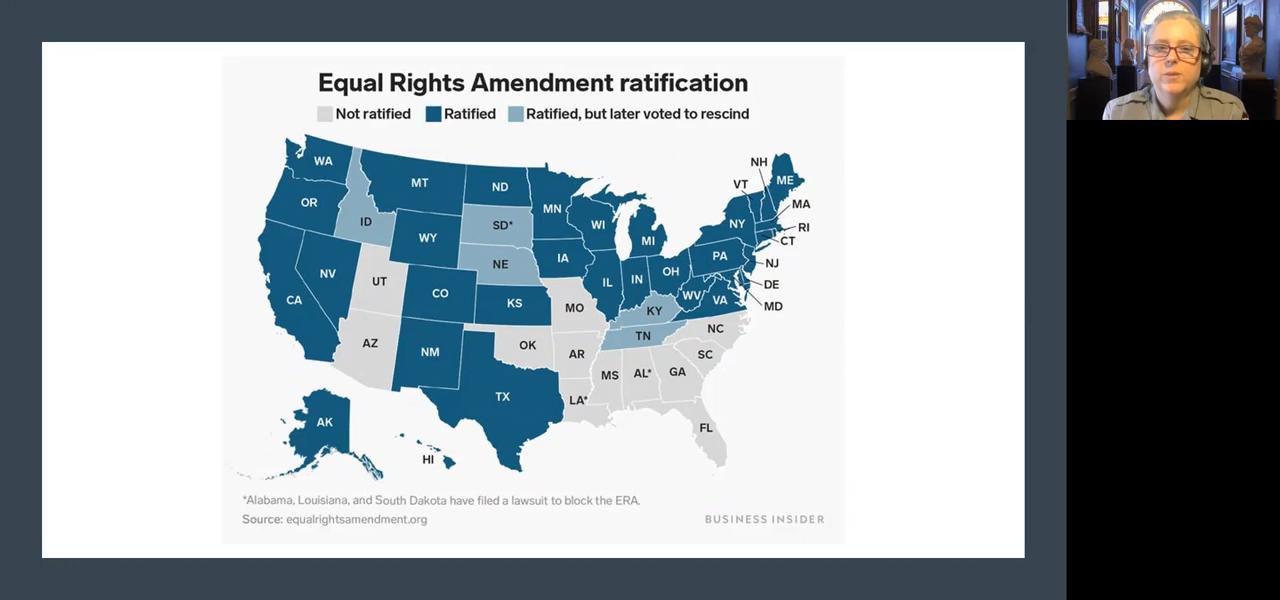 Equal Rights Amendment ratification
Not ratified Ratified Ratified, but later voted to rescind
WA
MT
ND
MN
OR
ID
SD*
WY
WI
MI
NY
VT
NH
ME
MA
RI
CT
NJ
DE
MD
PA
NE
IA
NV
UT
CO
KS
IL
IN
OH
WV
VA
CA
MO
KY
AZ
NM
OK
AR
TN
NC
SC
TX
LA*
MS
AL*
GA
FL
AK
HI
*Alabama, Louisiana, and South Dakota have filed a lawsuit to block the ERA.
Source: equalrightsamendment.org
BUSINESS INSIDER